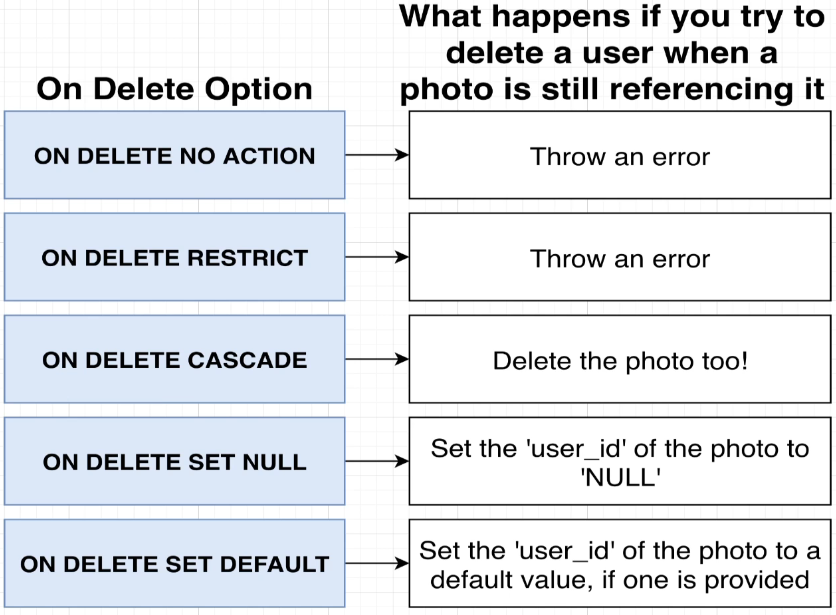 What happens if you try to
delete a user when a
On Delete Option
photo is still referencing it
ON DELETE NO ACTION
Throw an error
ON DELETE RESTRICT
Throw an error
ON DELETE CASCADE
Delete the photo too!
ON DELETE SET NULL
Set the 'user_id' of the photo to
'NULL'
ON DELETE SET DEFAULT
Set the 'user_id' of the photo to a
default value, if one is provided